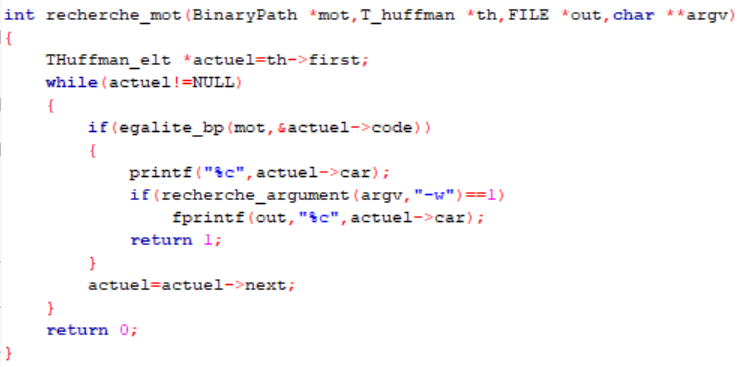 int recherche_mot(BinaryPath *mot,T_huffman *th,FILE *out,char **argv)
{
    THuffman_elt *actuel=th->first;
    while(actuel!=NULL)
    {
        if(egalite_bp(mot,&actuel->code))
        {
            printf("%c",actuel->car);
            if(recherche_argument(argv,"-w")==1)
                fprintf(out,"%c",actuel->car);
            return 1;
        }
        actuel=actuel->next;
    }
    return 0;
}